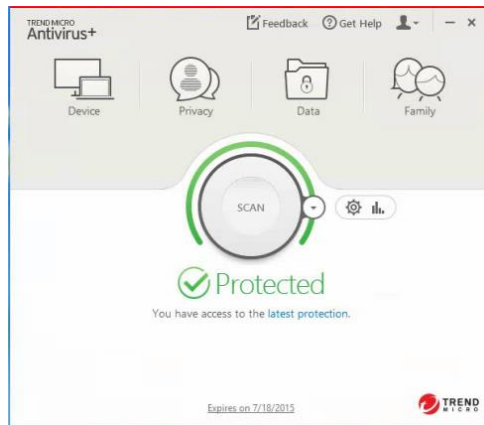 TREND MICRO
Antivirus+
Feedback
Get Help
Device
Privacy
Data
Family
SCAN
Protected
You have access to the latest protection.
Expires on 7/18/2015
TREND
MICRO